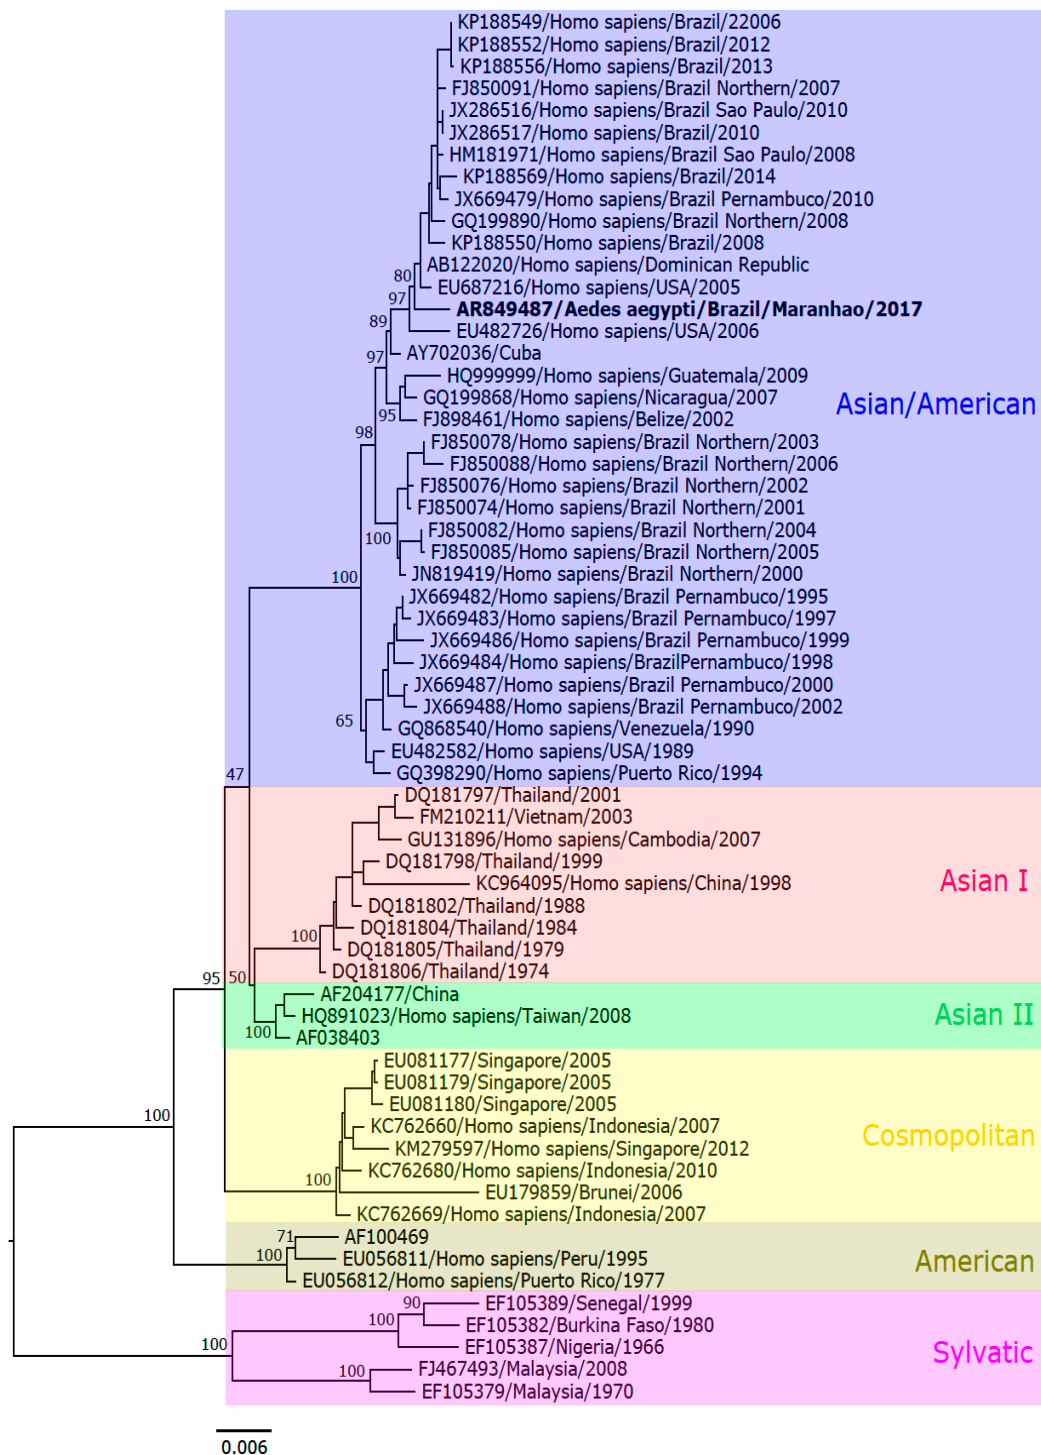 KP188549/Homo sapiens/Brazil/22006
KP188552/Homo sapiens/Brazil/2012
KP188556/Homo sapiens/Brazil/2013
FJ850091/Homo sapiens/Brazil Northern/2007
JX286516/Homo sapiens/Brazil Sao Paulo/2010
JX286517/Homo sapiens/Brazil/2010
HM181971/Homo sapiens/Brazil Sao Paulo/2008
KP188569/Homo sapiens/Brazil/2014
JX669479/Homo sapiens/Brazil Pernambuco/2010
GQ199890/Homo sapiens/Brazil Northern/2008
KP188550/Homo sapiens/Brazil/2008
AB122020/Homo sapiens/Dominican Republic
80
EU687216/Homo sapiens/USA/2005
97
AR849487/Aedes aegypti/Brazil/Maranhao/2017
89
EU482726/Homo sapiens/USA/2006
97
AY702036/Cuba
HQ999999/Homo sapiens/Guatemala/2009
GQ199868/Homo sapiens/Nicaragua/2007
Asian/American
95
FJ898461/Homo sapiens/Belize/2002
98
FJ850078/Homo sapiens/Brazil Northern/2003
FJ850088/Homo sapiens/Brazil Northern/2006
FJ850076/Homo sapiens/Brazil Northern/2002
FJ850074/Homo sapiens/Brazil Northern/2001
FJ850082/Homo sapiens/Brazil Northern/2004
100
FJ850085/Homo sapiens/Brazil Northern/2005
JN819419/Homo sapiens/Brazil Northern/2000
100
JX669482/Homo sapiens/Brazil Pernambuco/1995
JX669483/Homo sapiens/Brazil Pernambuco/1997
JX669486/Homo sapiens/Brazil Pernambuco/1999
JX669484/Homo sapiens/BrazilPernambuco/1998
JX669487/Homo sapiens/Brazil Pernambuco/2000
JX669488/Homo sapiens/Brazil Pernambuco/2002
65
GQ868540/Homo sapiens/Venezuela/1990
EU482582/Homo sapiens/USA/1989
GQ398290/Homo sapiens/Puerto Rico/1994
47
DQ181797/Thailand/2001
FM210211/Vietnam/2003
GU131896/Homo sapiens/Cambodia/2007
DQ181798/Thailand/1999
KC964095/Homo sapiens/China/1998
Asian I
DQ181802/Thailand/1988
DQ181804/Thailand/1984
100
DQ181805/Thailand/1979
DQ181806/Thailand/1974
95
50
AF204177/China
HQ891023/Homo sapiens/Taiwan/2008
Asian II
100
AF038403
EU081177/Singapore/2005
EU081179/Singapore/2005
EU081180/Singapore/2005
100
KC762660/Homo sapiens/Indonesia/2007
Cosmopolitan
KM279597/Homo sapiens/Singapore/2012
KC762680/Homo sapiens/Indonesia/2010
100
EU179859/Brunei/2006
KC762669/Homo sapiens/Indonesia/2007
71
AF100469
100
EU056811/Homo sapiens/Peru/1995
American
EU056812/Homo sapiens/Puerto Rico/1977
90
EF105389/Senegal/1999
100
EF105382/Burkina Faso/1980
100
EF105387/Nigeria/1966
Sylvatic
100
FJ467493/Malaysia/2008
EF105379/Malaysia/1970
0.006